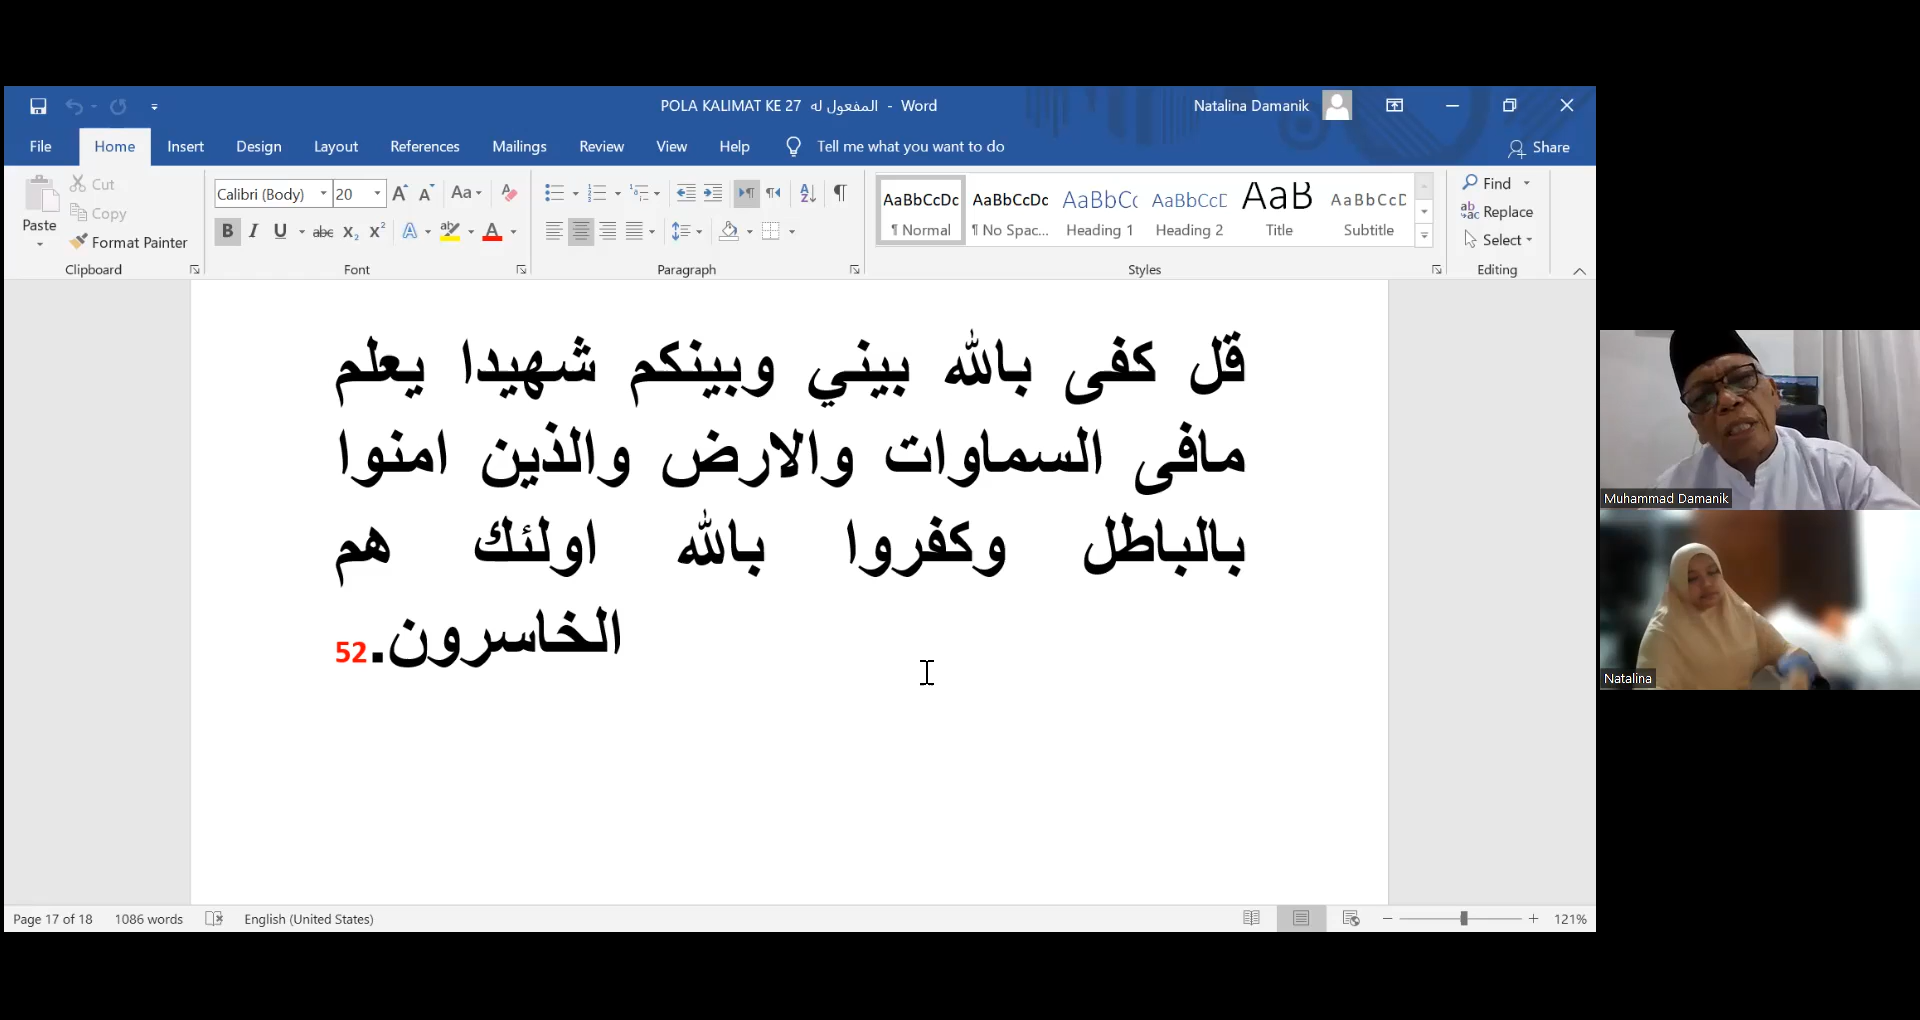 POLA KALIMAT KE 27 المفعول له - Word
Natalina Damanik
File Home Insert Design Layout References Mailings Review View Help Tell me what you want to do Share
Paste
Cut
Copy
Format Painter
Clipboard
Calibri (Body) 20
Font
Paragraph
AaBbCcDc AaBbCcDc AaBbCc AaBbCcD AaB AaBbCcD
¶ Normal ¶ No Spac... Heading 1 Heading 2 Title Subtitle
Styles
Find
Replace
Select
Editing
قل كفى بالله بيني وبينكم شهيدا يعلم
مافى السماوات والارض والذين امنوا
بالباطل وكفروا بالله اولئك هم
الخاسرون.52
Muhammad Damanik
Natalina
Page 17 of 18 1086 words English (United States) 121%